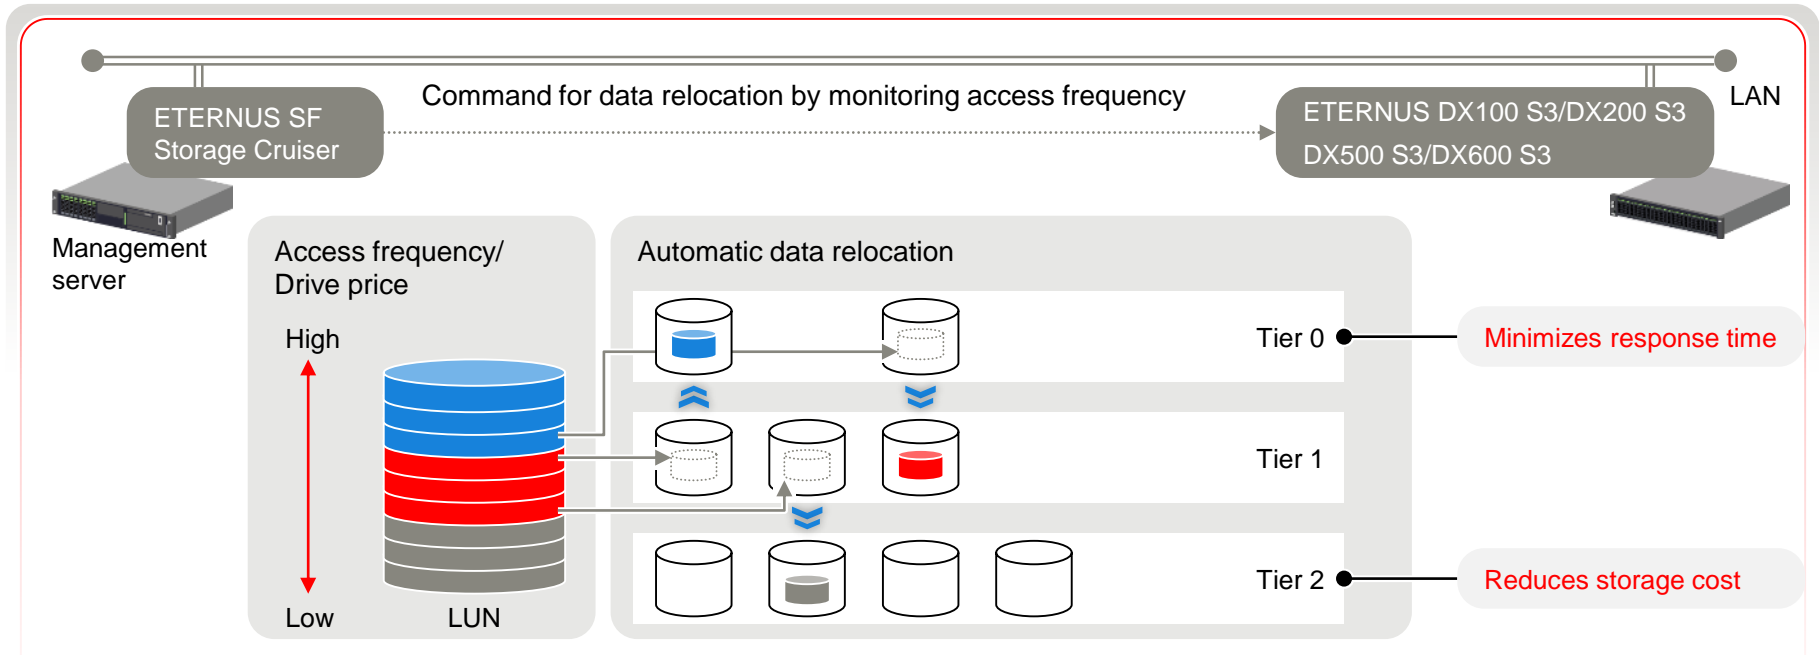 Command for data relocation by monitoring access frequency
LAN
ETERNUS SF
Storage Cruiser
ETERNUS DX100 S3/DX200 S3
DX500 S3/DX600 S3
Management
server
Access frequency/
Drive price
High
Low
LUN
Automatic data relocation
Tier 0
Minimizes response time
Tier 1
Tier 2
Reduces storage cost